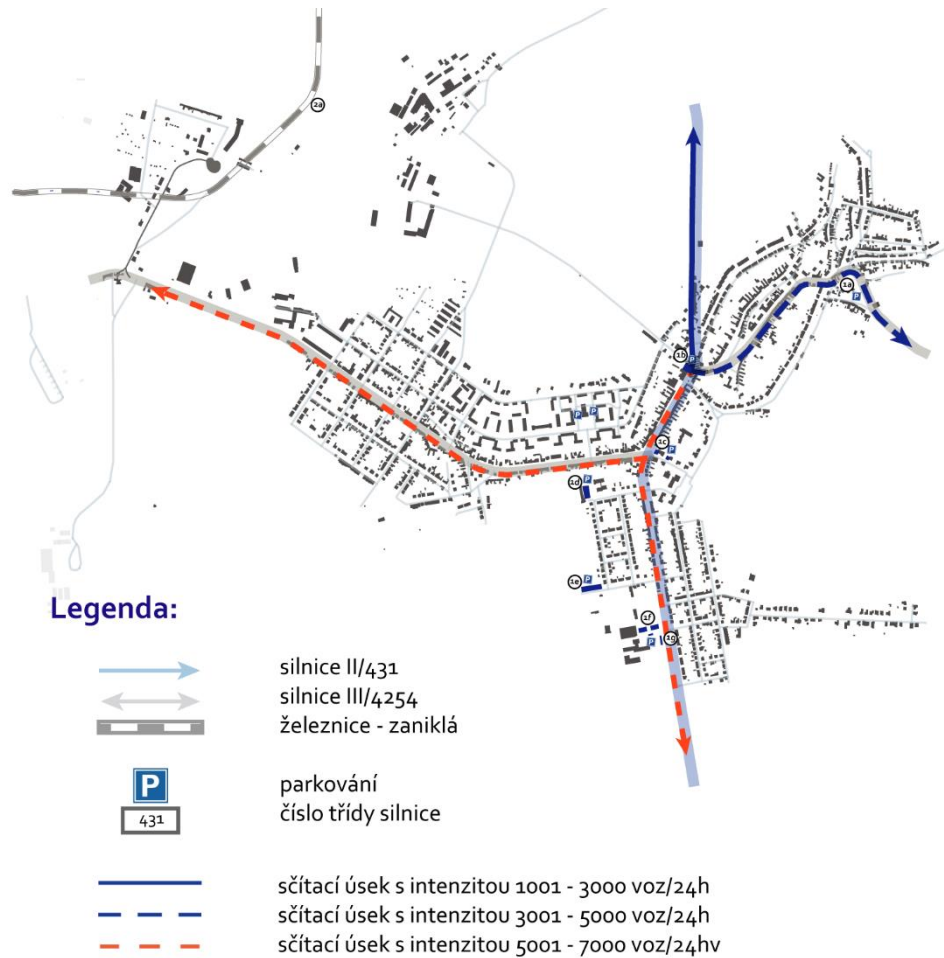 2a
1a
P
1b
P
P
P
1c
P
P
1d
P
1e
1f
P
1g
Legenda:
silnice II/431
silnice III/4254
železnice - zaniklá
P
parkování
431
číslo třídy silnice
sčítací úsek s intenzitou 1001 - 3000 voz/24h
sčítací úsek s intenzitou 3001 - 5000 voz/24h
sčítací úsek s intenzitou 5001 - 7000 voz/24hv